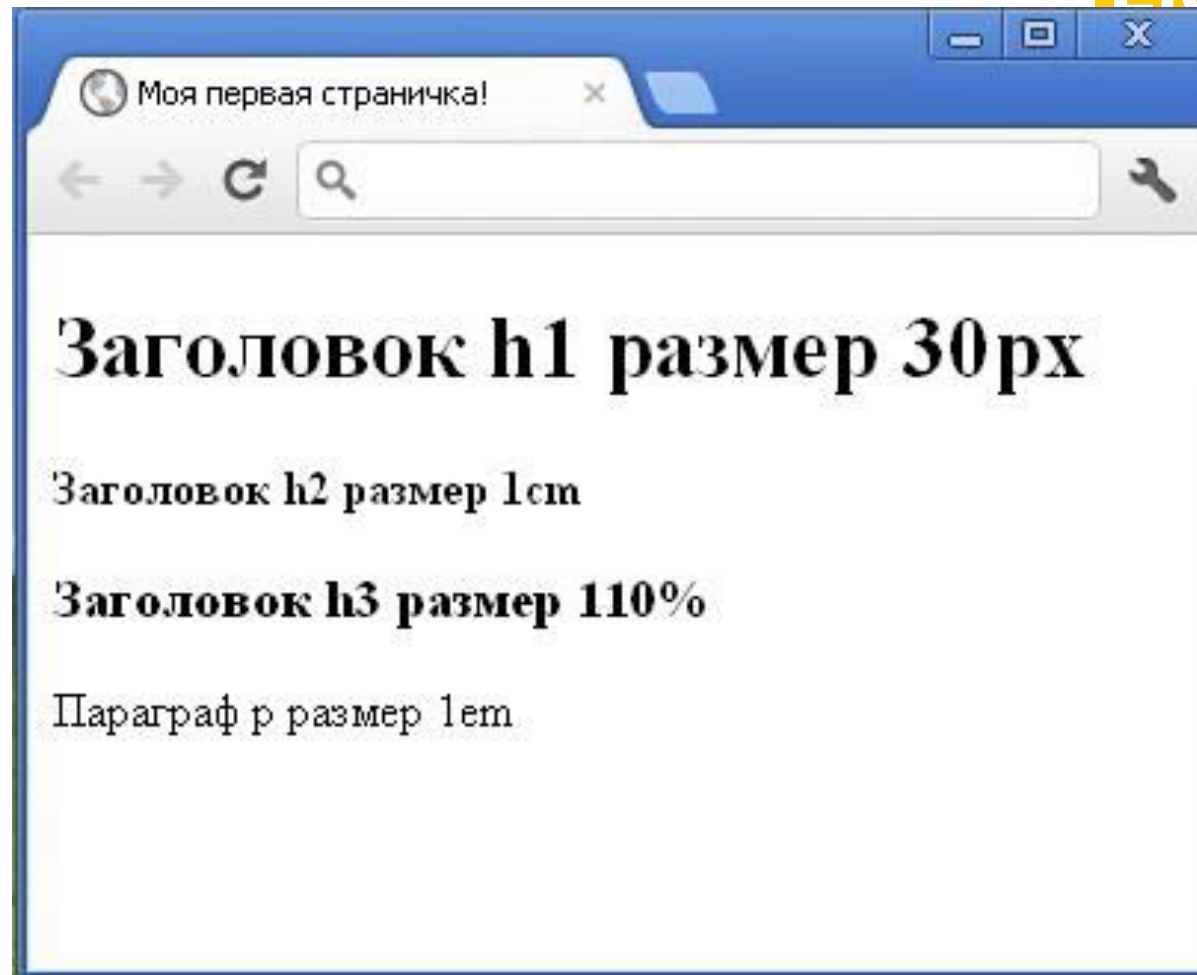 Моя первая страничка!
Заголовок h1 размер 30px
Заголовок h2 размер 1cm
Заголовок h3 размер 110%
Параграф p размер 1em